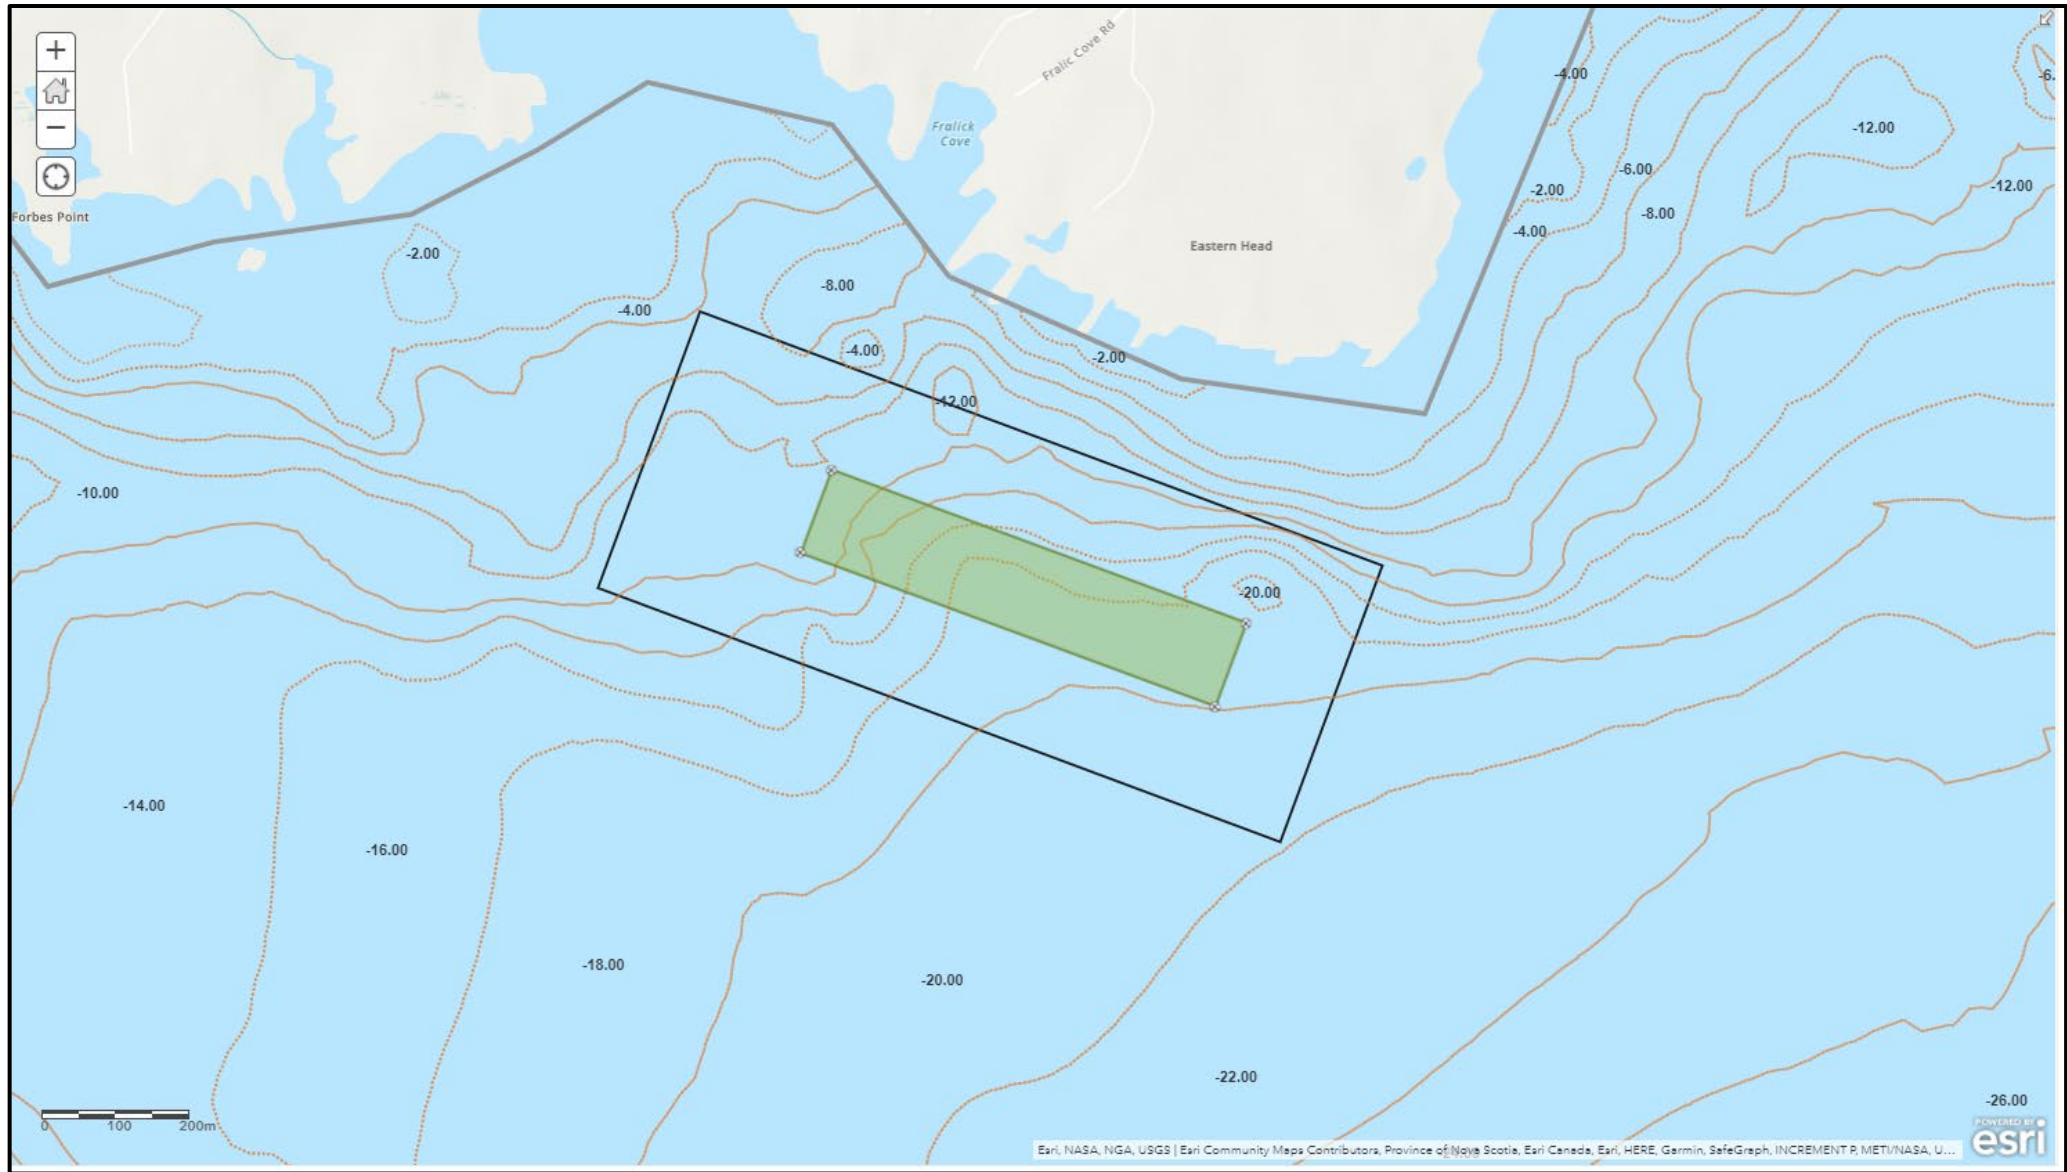 +
−
Fralic Cove Rd
-4.00
-6.
-12.00
Fralick
Cove
-6.00
-12.00
-2.00
-8.00
Forbes Point
-4.00
Eastern Head
-2.00
-8.00
-4.00
-4.00
-2.00
-12.00
-10.00
-20.00
-14.00
-16.00
-18.00
-20.00
-22.00
-26.00
0 100 200m
POWERED BY
esri
Esri, NASA, NGA, USGS | Esri Community Maps Contributors, Province of Nova Scotia, Esri Canada, Esri, HERE, Garmin, SafeGraph, INCREMENT P, METI/NASA, U...